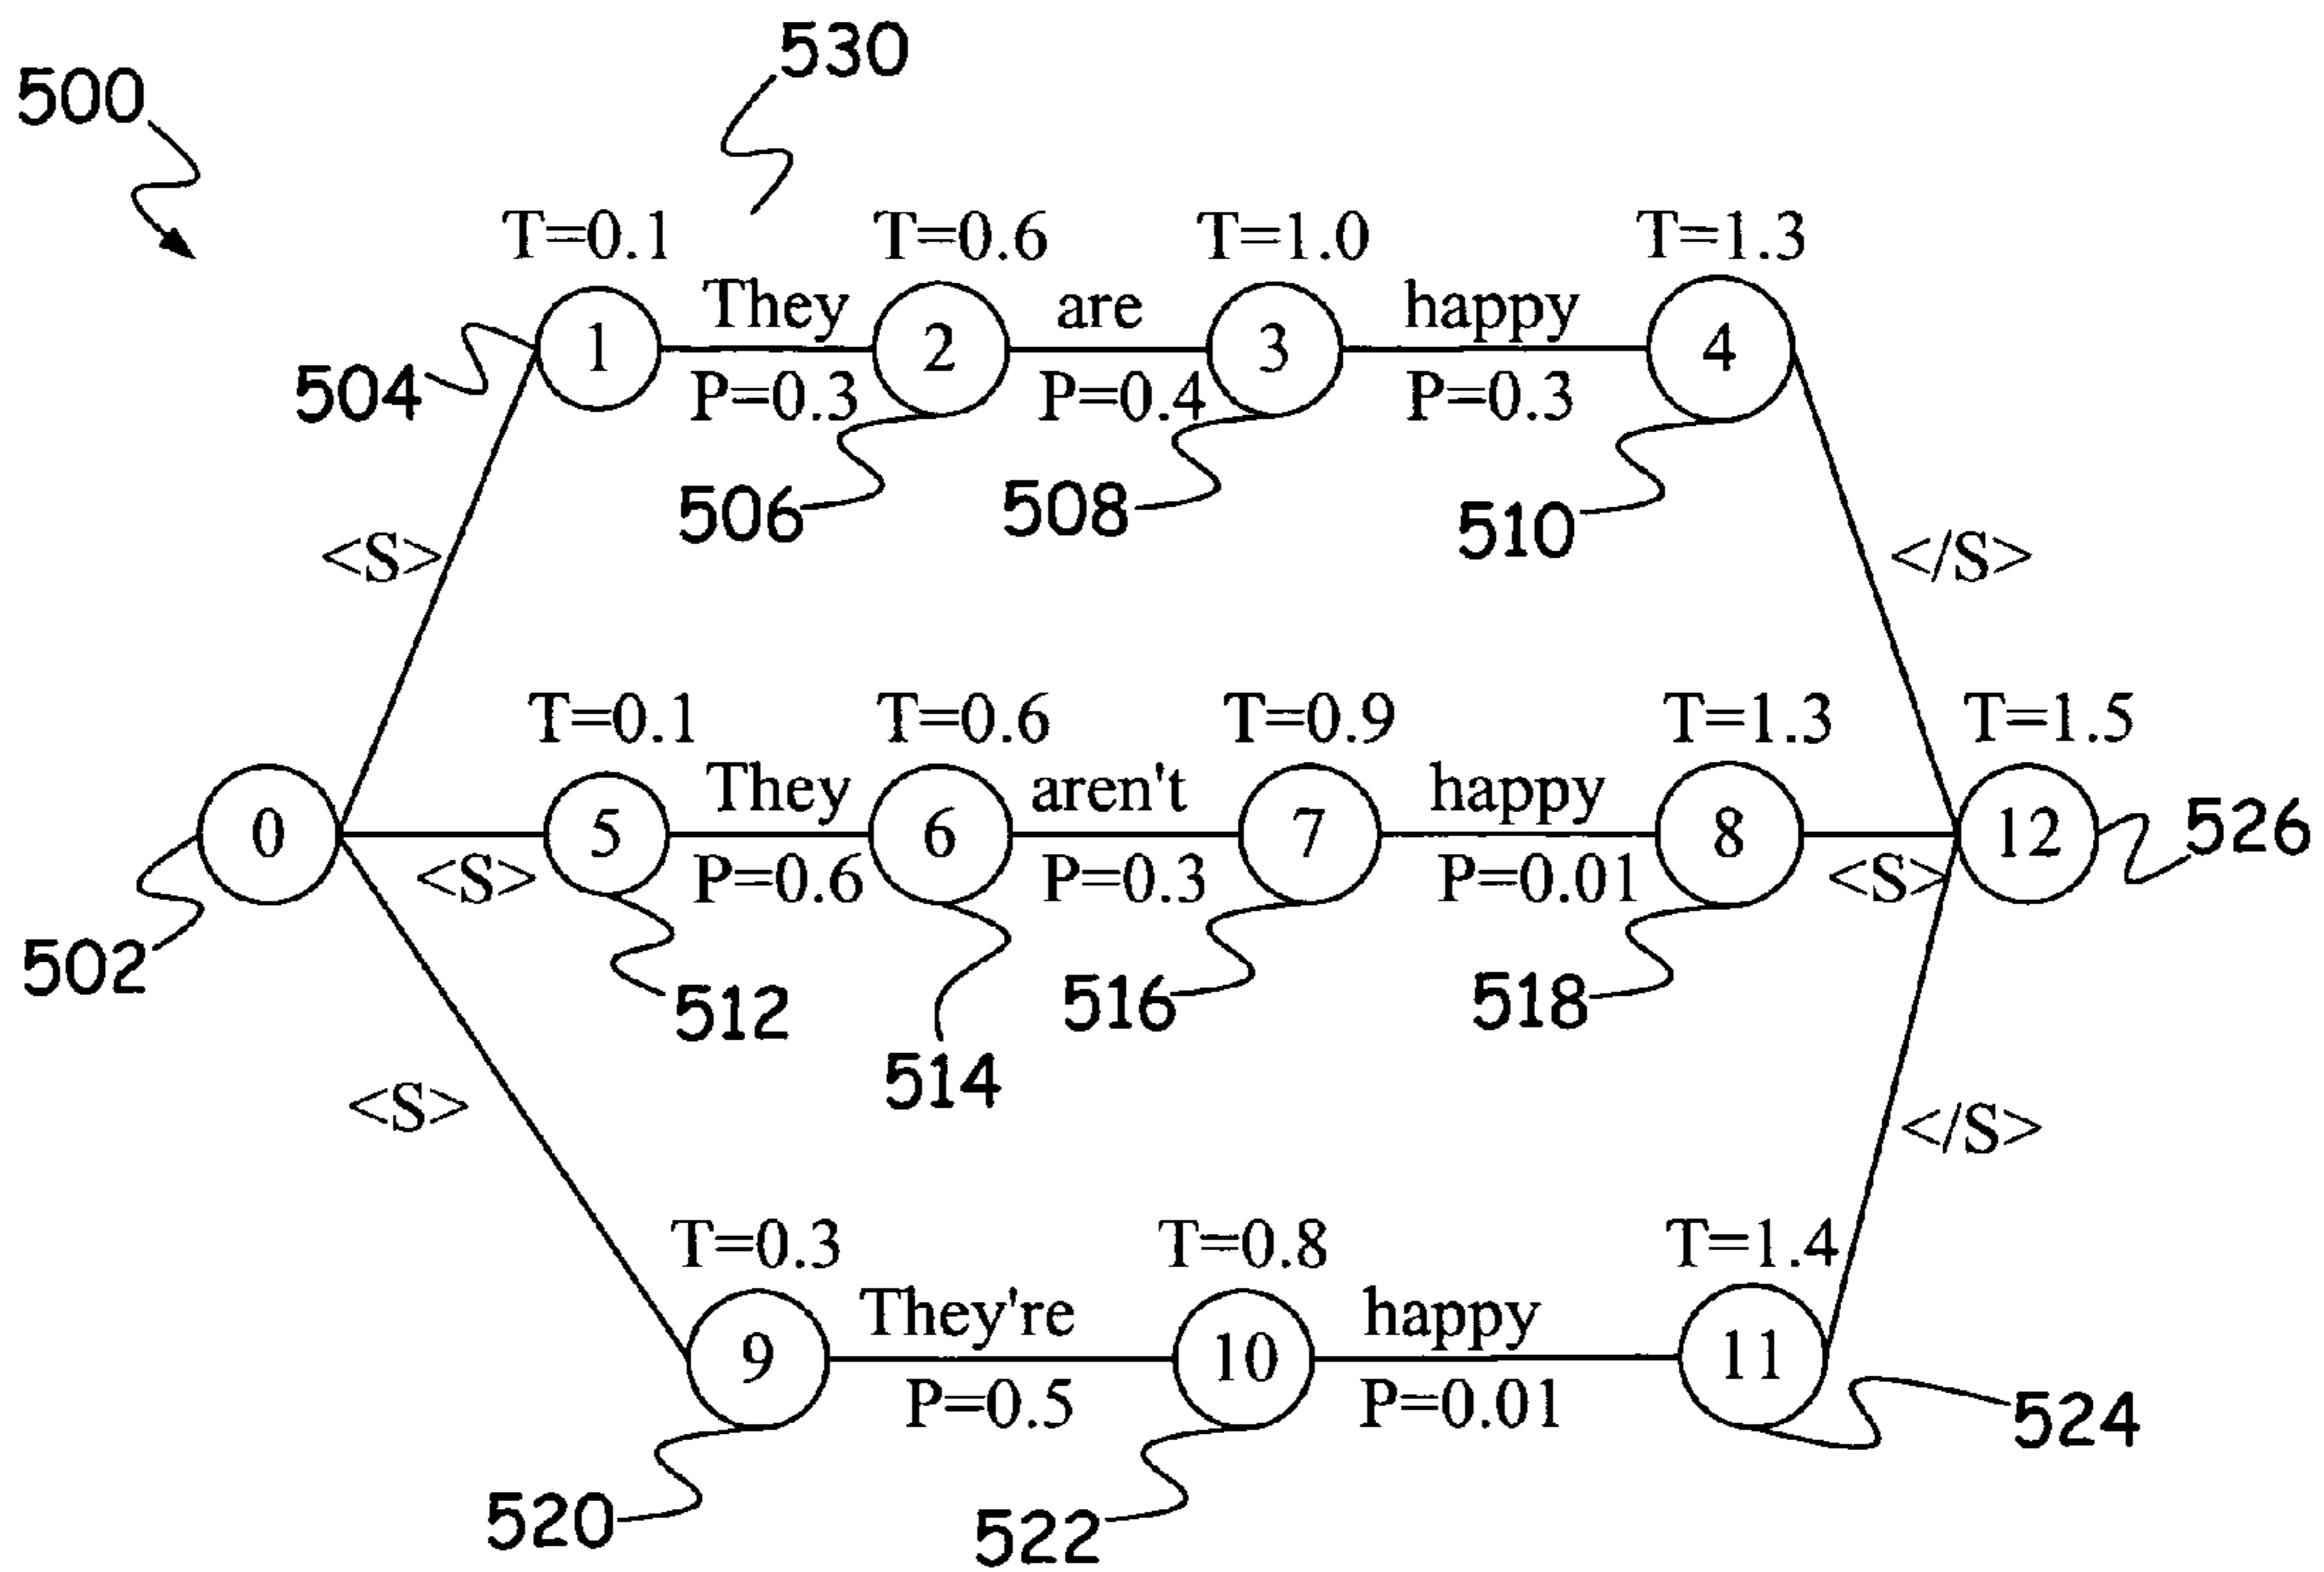 530
500
T=0.1 T=0.6 T=1.0 T=1.3
They are happy
1 2 3 4
504 P=0.3 P=0.4 P=0.3
506 508 510
<S> </S>
T=0.1 T=0.6 T=0.9 T=1.3 T=1.5
They aren't happy
0 5 6 7 8 12 526
<S> P=0.6 P=0.3 P=0.01 <S>
502 512 516 518
514
<S> </S>
T=0.3 T=0.8 T=1.4
They're happy
9 10 11
P=0.5 P=0.01 524
520 522